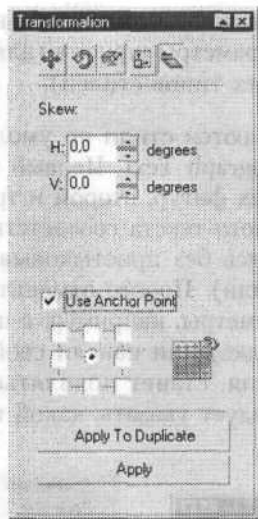 Transformation
Skew:
H: 0,0 degrees
V: 0,0 degrees
Use Anchor Point
Apply To Duplicate
Apply